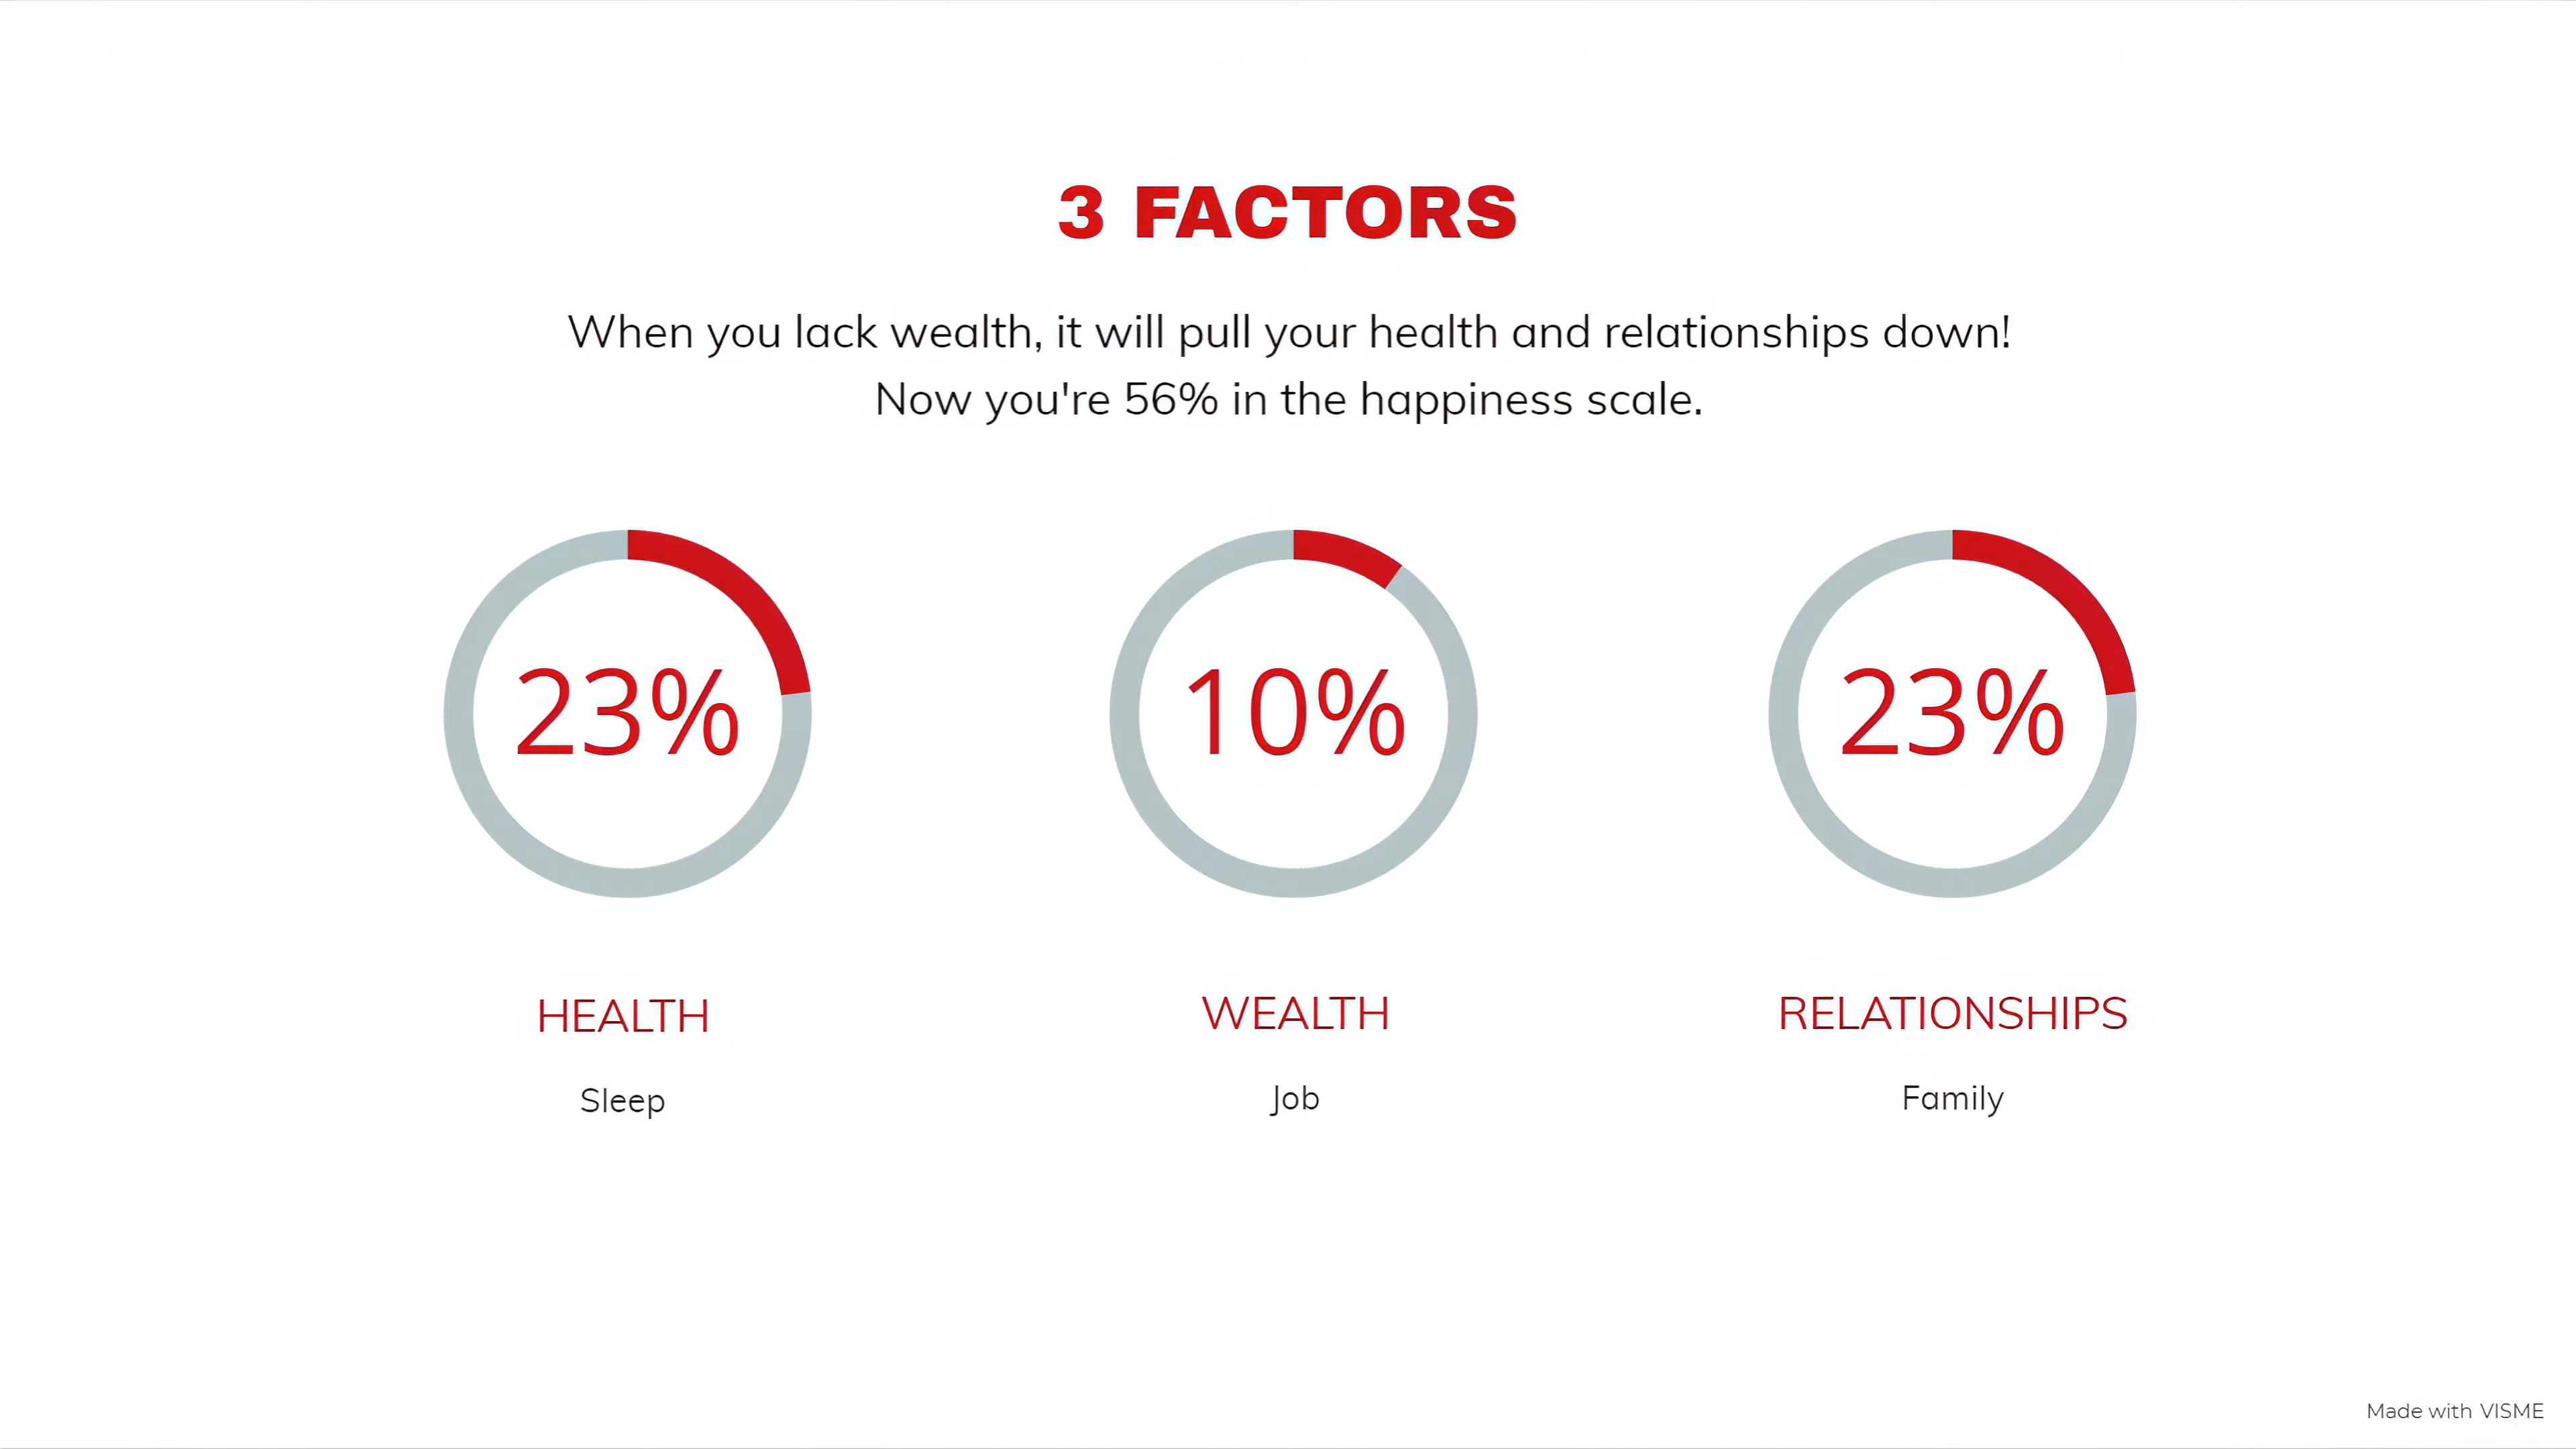 3 FACTORS
When you lack wealth, it will pull your health and relationships down!
Now you're 56% in the happiness scale.
23%
10%
23%
HEALTH
WEALTH
RELATIONSHIPS
Sleep
Job
Family
Made with VISME